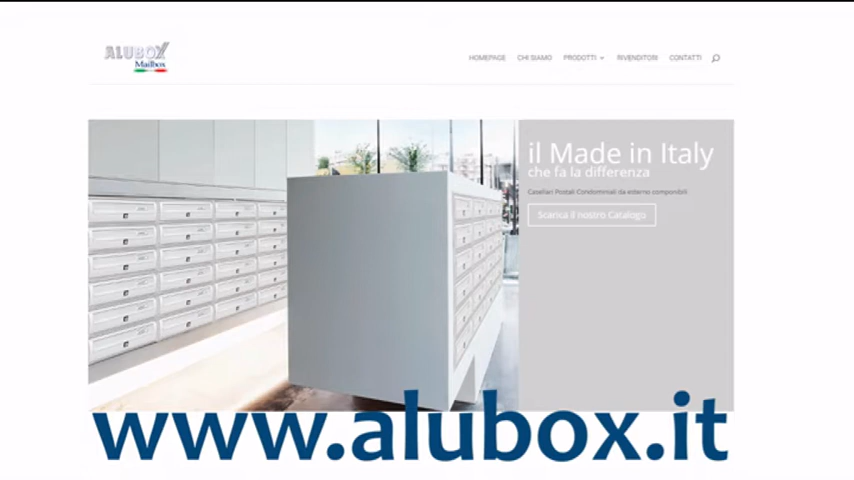 ALUBOX
Mailbox
HOMEPAGE CHI SIAMO PRODOTTI RIVENDITORI CONTATTI
il Made in Italy
che fa la differenza
Casellari Postali Condominiali da esterno componibili
Scarica il nostro Catalogo
www.alubox.it